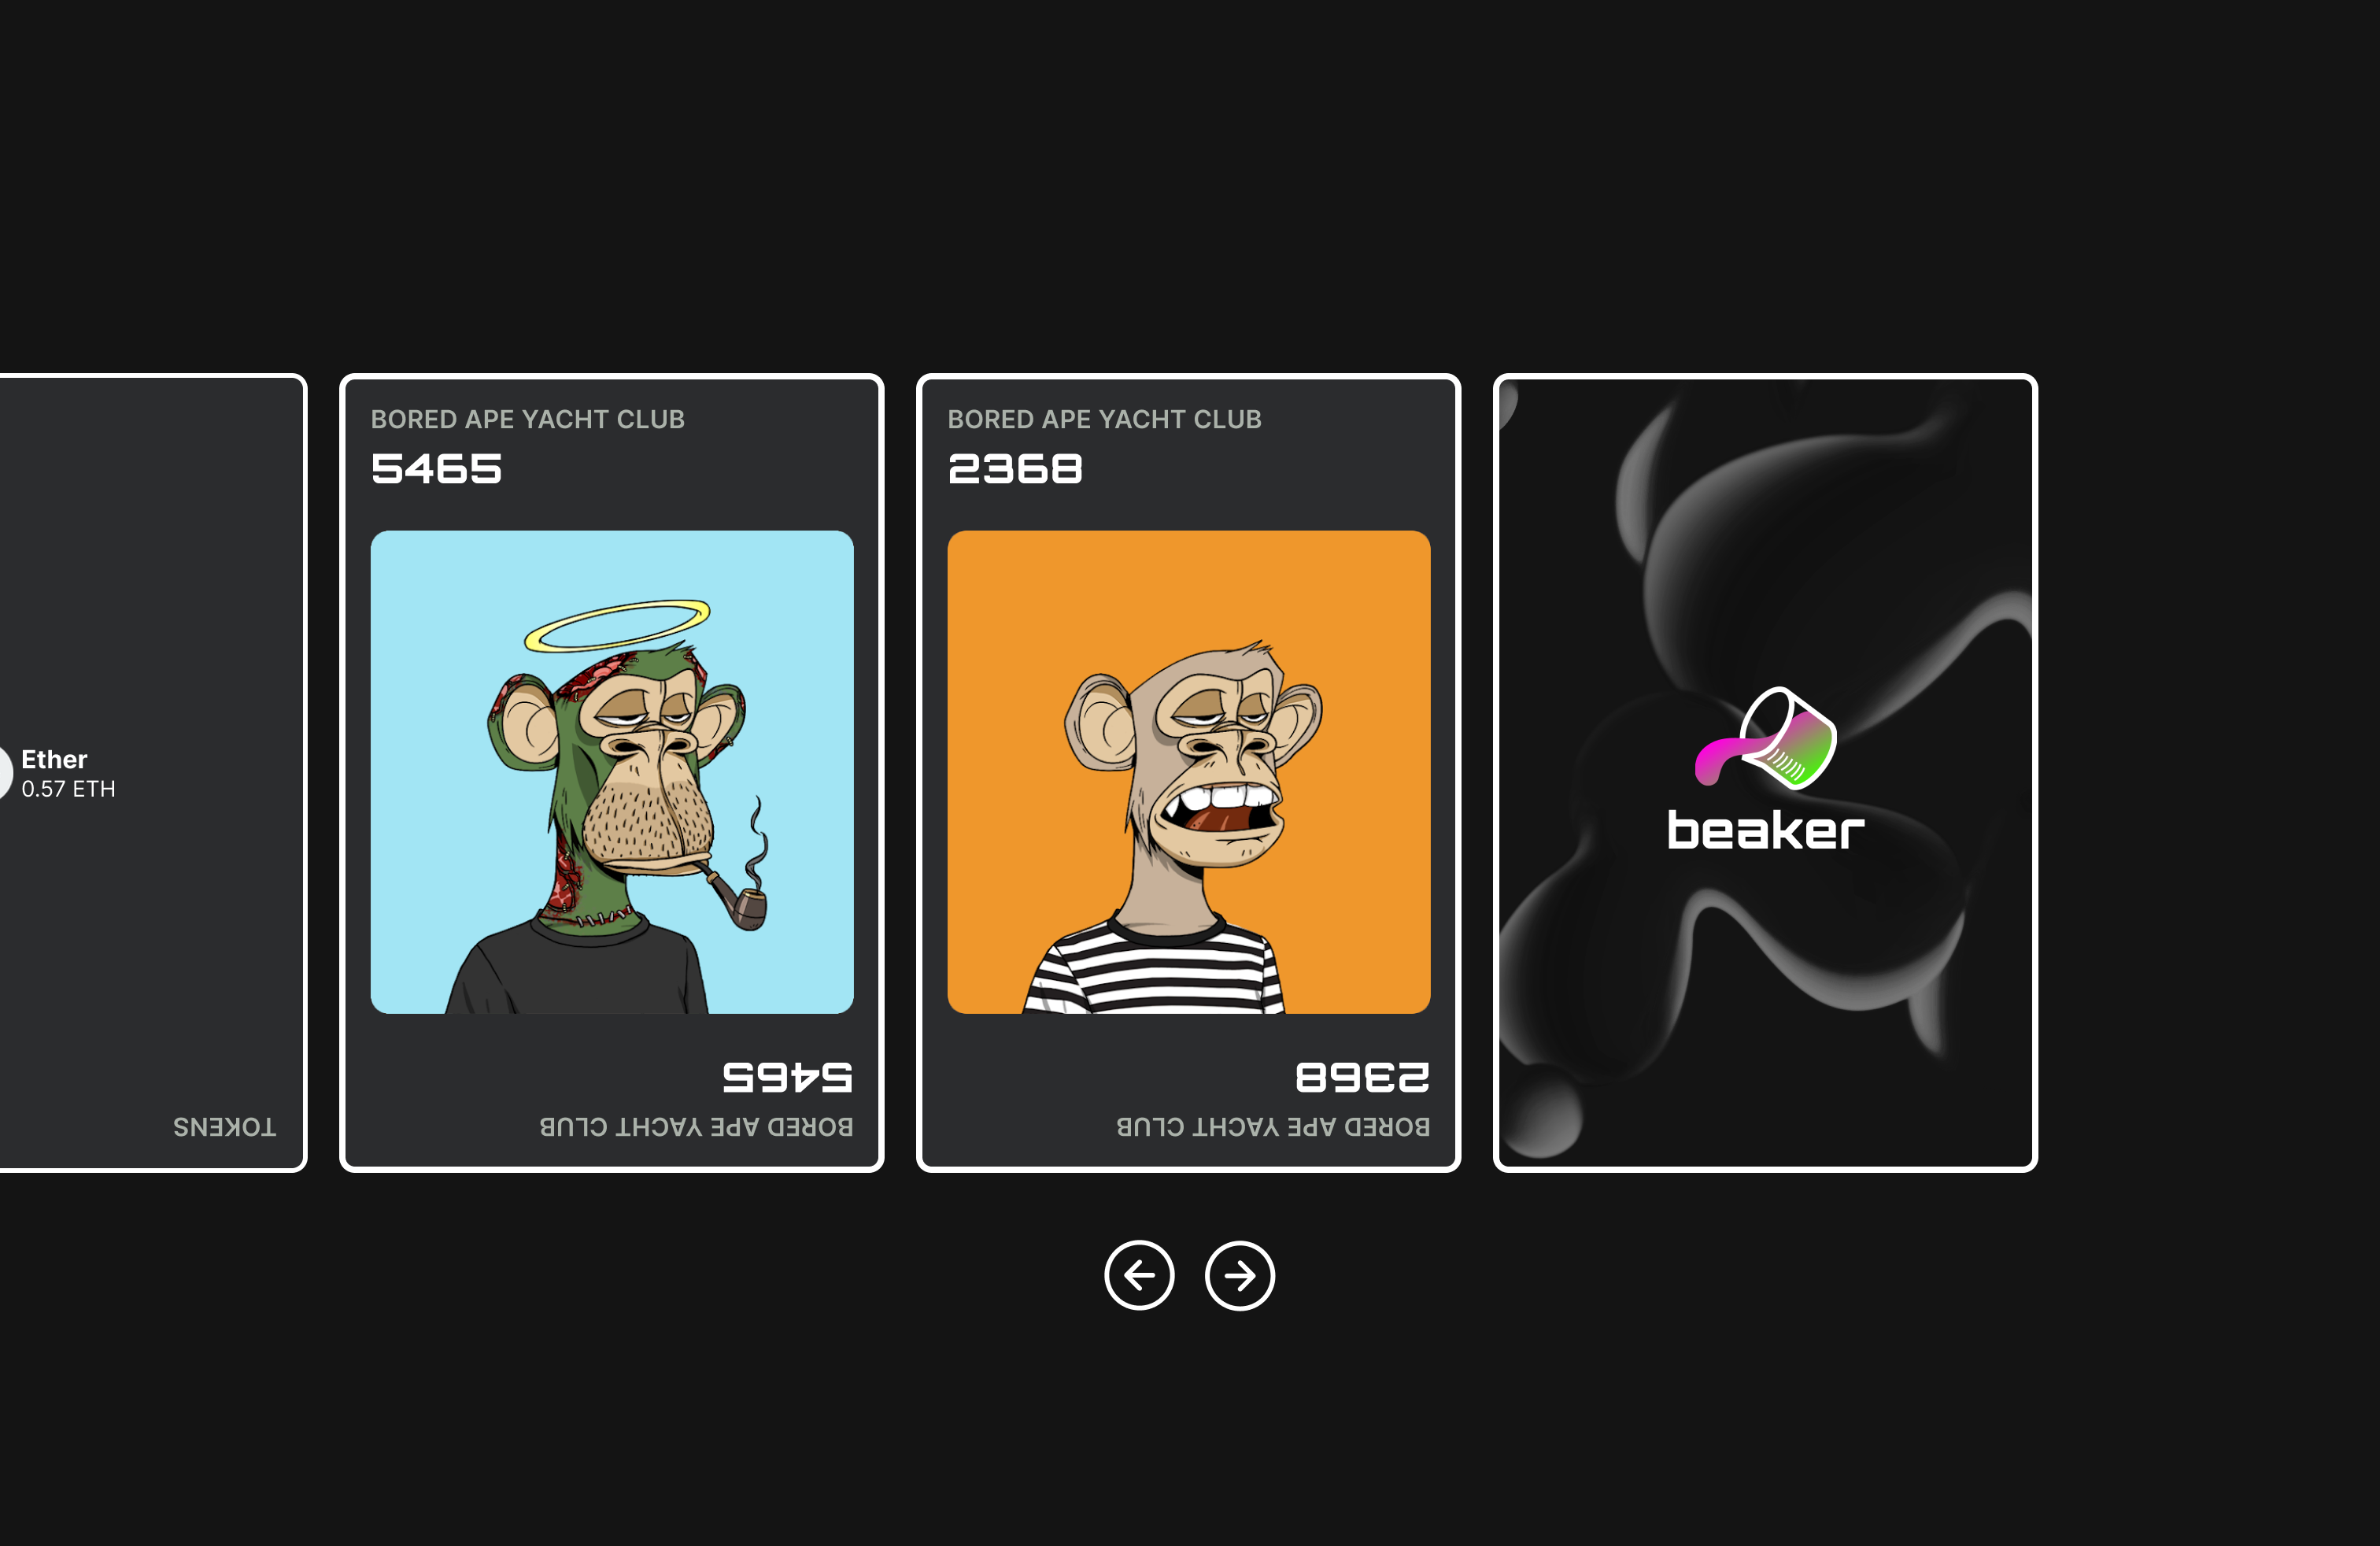 Ether
0.57 ETH
TOKENS
BORED APE YACHT CLUB
5465
5465
BORED APE YACHT CLUB
BORED APE YACHT CLUB
2368
2368
BORED APE YACHT CLUB
beaker